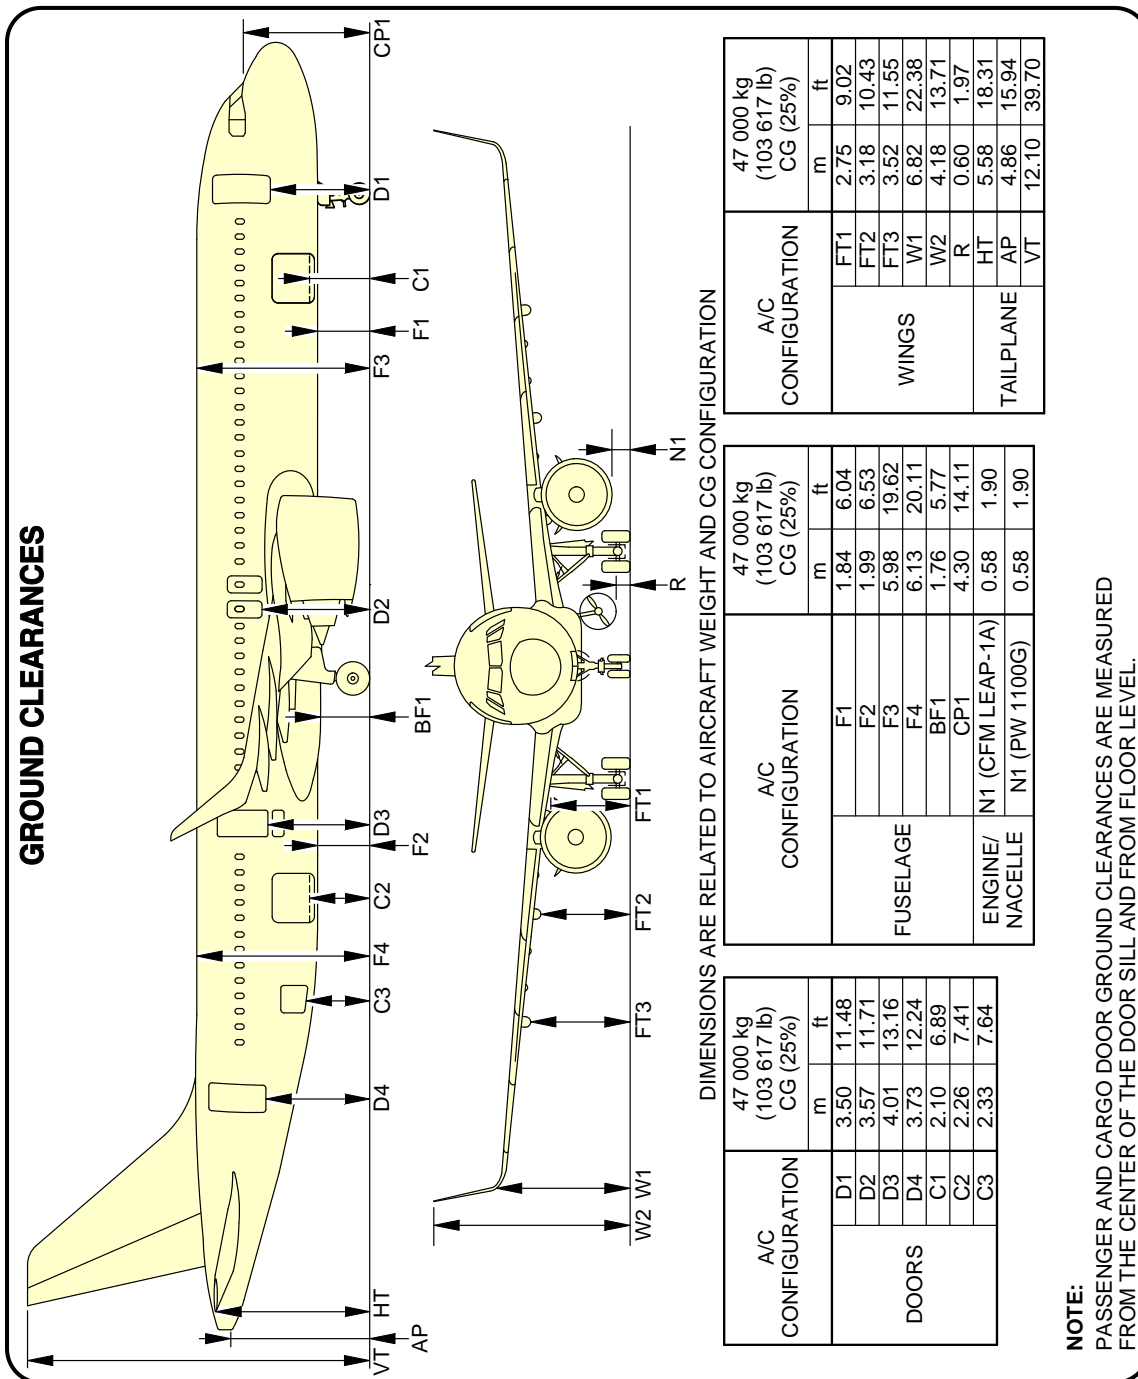 GROUND CLEARANCES
VT
AP
HT
D4
C3
F4
C2
F2
D3
BF1
D2
F3
F1
C1
D1
CP1
W2
W1
FT3
FT2
FT1
R
N1
DIMENSIONS ARE RELATED TO AIRCRAFT WEIGHT AND CG CONFIGURATION
A/C CONFIGURATION 47 000 kg (103 617 lb) CG (25%)
m ft
DOORS
D1 3.50 11.48
D2 3.57 11.71
D3 4.01 13.16
D4 3.73 12.24
C1 2.10 6.89
C2 2.26 7.41
C3 2.33 7.64
A/C CONFIGURATION 47 000 kg (103 617 lb) CG (25%)
m ft
FUSELAGE
F1 1.84 6.04
F2 1.99 6.53
F3 5.98 19.62
F4 6.13 20.11
BF1 1.76 5.77
CP1 4.30 14.11
ENGINE/ NACELLE
N1 (CFM LEAP-1A) 0.58 1.90
N1 (PW 1100G) 0.58 1.90
A/C CONFIGURATION 47 000 kg (103 617 lb) CG (25%)
m ft
WINGS
FT1 2.75 9.02
FT2 3.18 10.43
FT3 3.52 11.55
W1 6.82 22.38
W2 4.18 13.71
R 0.60 1.97
TAILPLANE
HT 5.58 18.31
AP 4.86 15.94
VT 12.10 39.70
NOTE:
PASSENGER AND CARGO DOOR GROUND CLEARANCES ARE MEASURED
FROM THE CENTER OF THE DOOR SILL AND FROM FLOOR LEVEL.